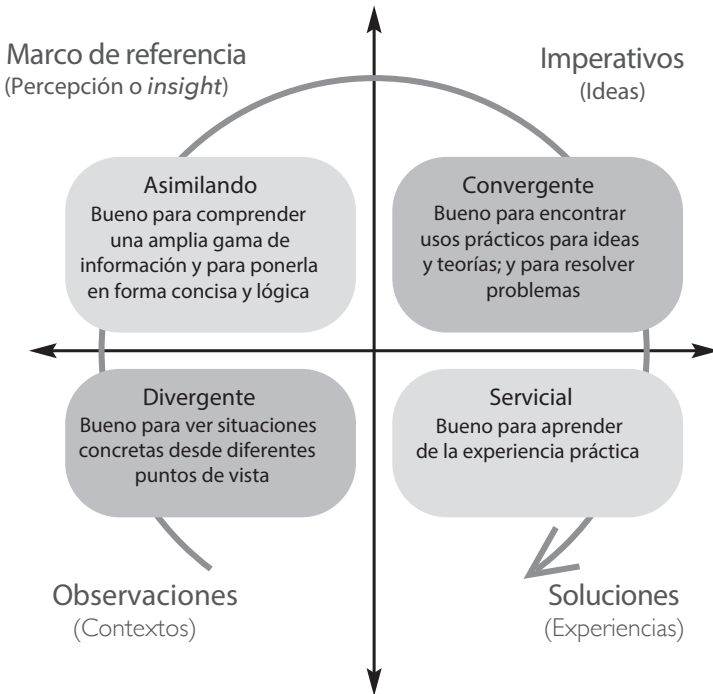 Marco de referencia
(Percepción o insight)
Imperativos
(Ideas)
Asimilando
Bueno para comprender
una amplia gama de
información y para ponerla
en forma concisa y lógica
Convergente
Bueno para encontrar
usos prácticos para ideas
y teorías; y para resolver
problemas
Divergente
Bueno para ver situaciones
concretas desde diferentes
puntos de vista
Servicial
Bueno para aprender
de la experiencia práctica
Observaciones
(Contextos)
Soluciones
(Experiencias)